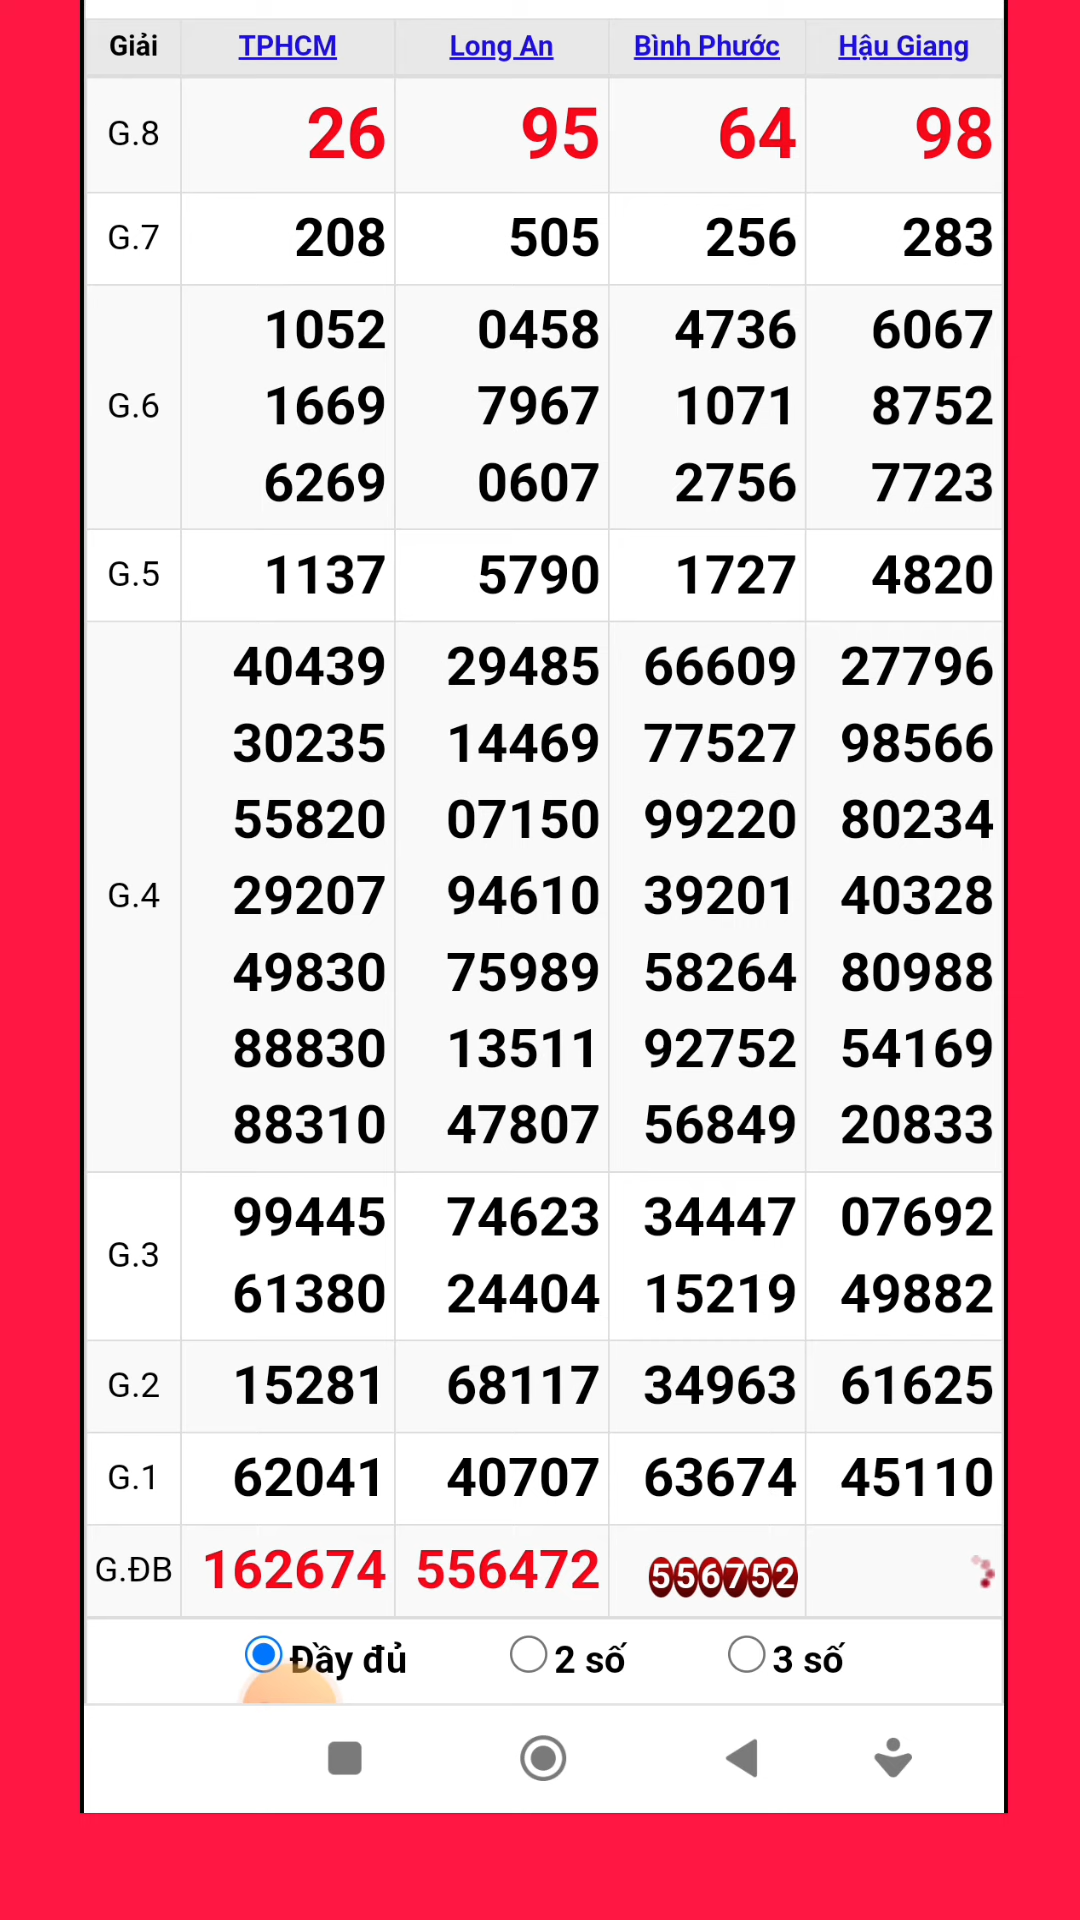 Giải TPHCM Long An Bình Phước Hậu Giang
G.8 26 95 64 98
G.7 208 505 256 283
1052 0458 4736 6067
G.6 1669 7967 1071 8752
6269 0607 2756 7723
G.5 1137 5790 1727 4820
40439 29485 66609 27796
30235 14469 77527 98566
55820 07150 99220 80234
G.4 29207 94610 39201 40328
49830 75989 58264 80988
88830 13511 92752 54169
88310 47807 56849 20833
99445 74623 34447 07692
G.3
61380 24404 15219 49882
G.2 15281 68117 34963 61625
G.1 62041 40707 63674 45110
G.ĐB 162674 556472 556752
Đầy đủ 2 số 3 số